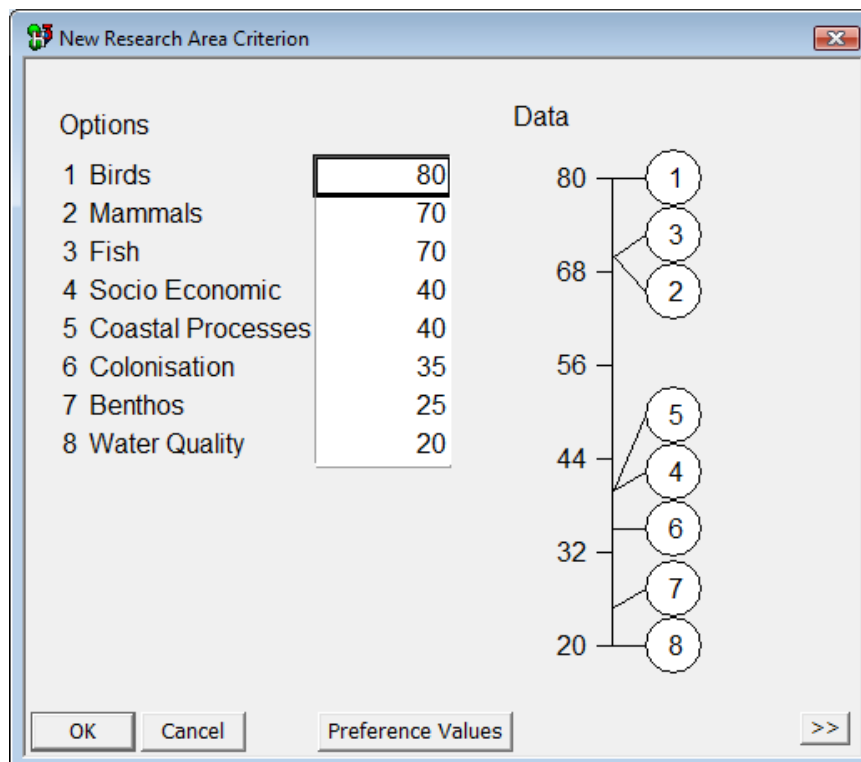 New Research Area Criterion
Options
1 Birds 80
2 Mammals 70
3 Fish 70
4 Socio Economic 40
5 Coastal Processes 40
6 Colonisation 35
7 Benthos 25
8 Water Quality 20
Data
80 1
3
68 2
56
5
44 4
6
32
7
20 8
OK Cancel Preference Values >>